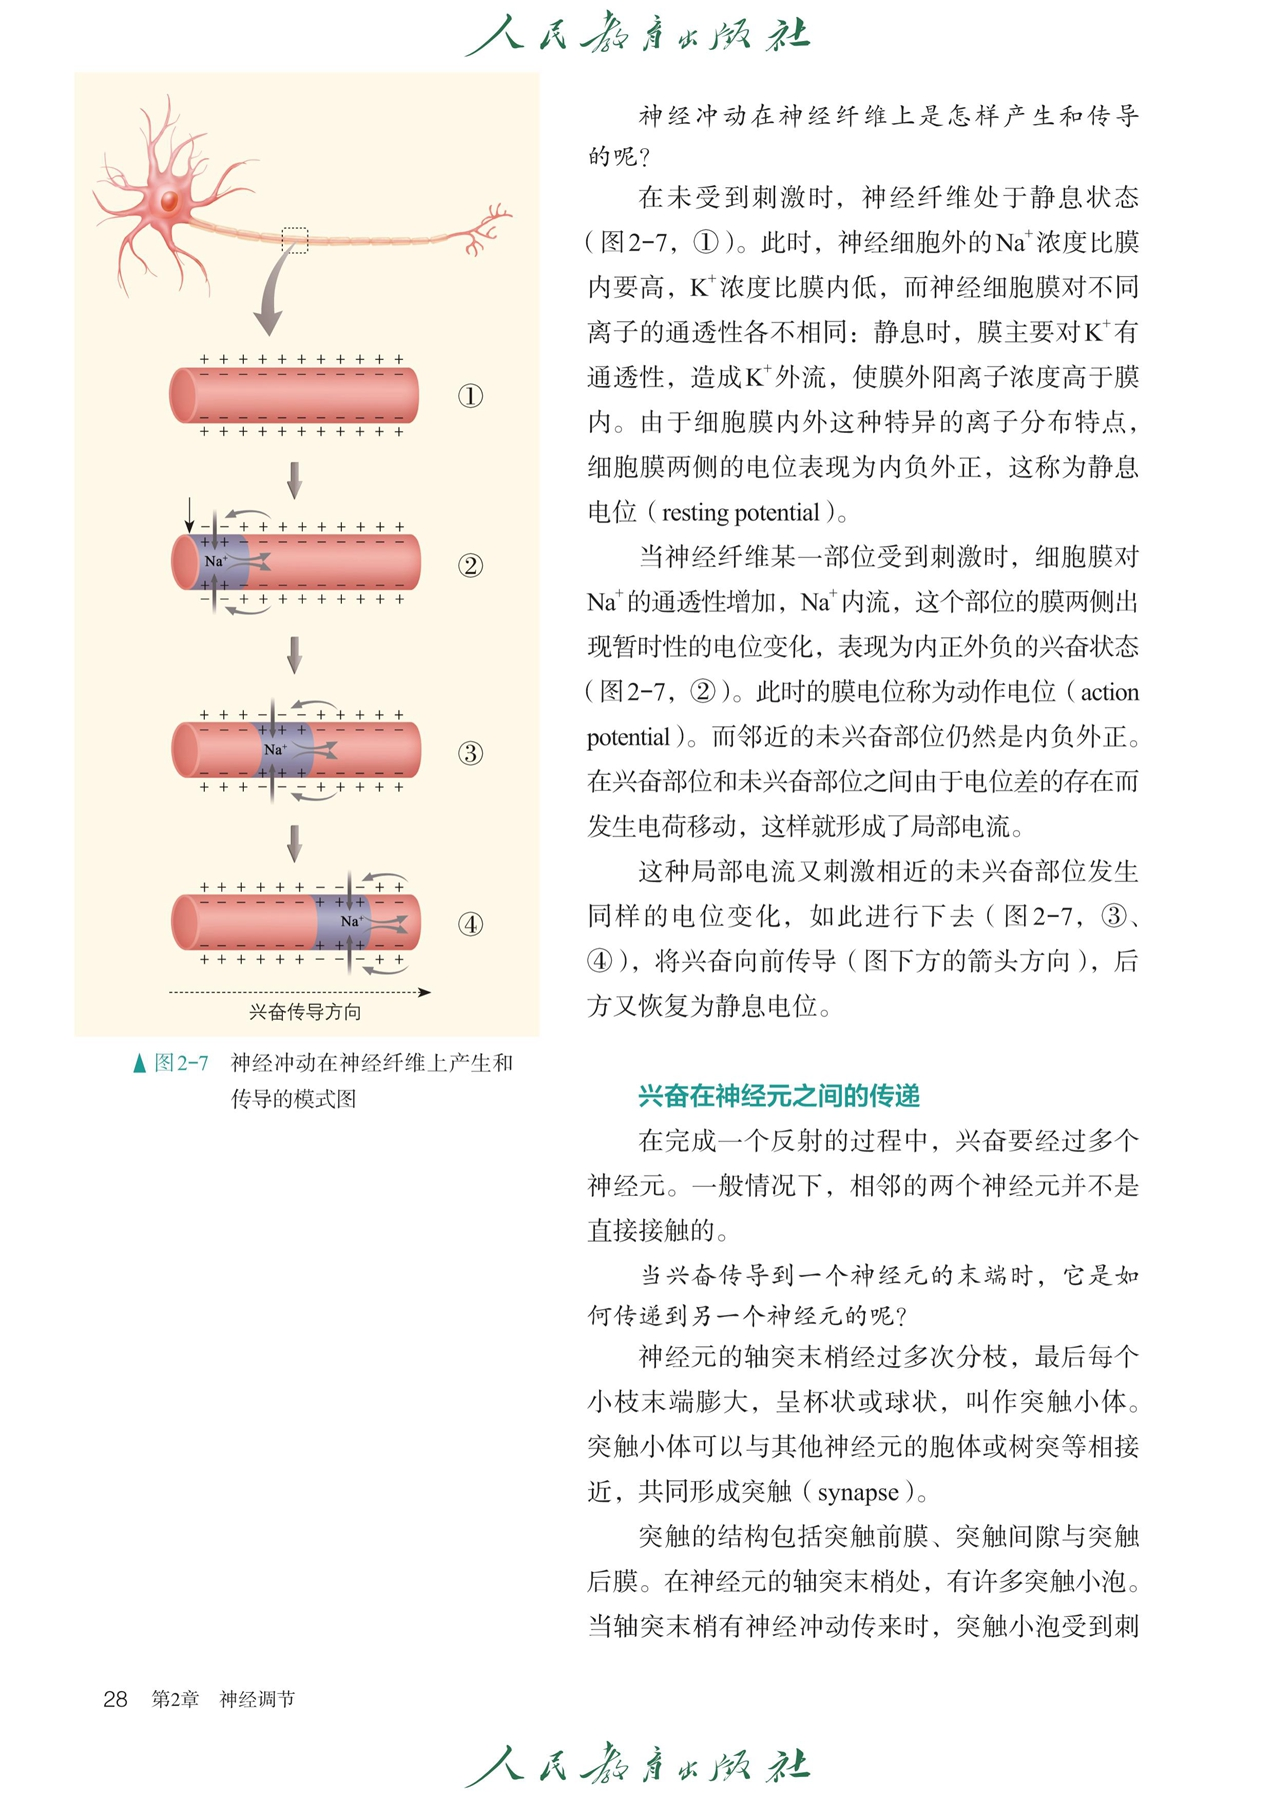 人民教育出版社
神经冲动在神经纤维上是怎样产生和传导
的呢？
在未受到刺激时，神经纤维处于静息状态
（图2-7，①）。此时，神经细胞外的Na⁺浓度比膜
内要高，K⁺浓度比膜内低，而神经细胞膜对不同
离子的通透性各不相同：静息时，膜主要对K⁺有
通透性，造成K⁺外流，使膜外阳离子浓度高于膜
内。由于细胞膜内外这种特异的离子分布特点，
细胞膜两侧的电位表现为内负外正，这称为静息
电位（resting potential）。
当神经纤维某一部位受到刺激时，细胞膜对
Na⁺的通透性增加，Na⁺内流，这个部位的膜两侧出
现暂时性的电位变化，表现为内正外负的兴奋状态
（图2-7，②）。此时的膜电位称为动作电位（action
potential）。而邻近的未兴奋部位仍然是内负外正。
在兴奋部位和未兴奋部位之间由于电位差的存在而
发生电荷移动，这样就形成了局部电流。
这种局部电流又刺激相近的未兴奋部位发生
同样的电位变化，如此进行下去（图2-7，③、
④），将兴奋向前传导（图下方的箭头方向），后
方又恢复为静息电位。
①
②
Na⁺
③
Na⁺
④
Na⁺
兴奋传导方向
▲图2-7 神经冲动在神经纤维上产生和
传导的模式图
兴奋在神经元之间的传递
在完成一个反射的过程中，兴奋要经过多个
神经元。一般情况下，相邻的两个神经元并不是
直接接触的。
当兴奋传导到一个神经元的末端时，它是如
何传递到另一个神经元的呢？
神经元的轴突末梢经过多次分枝，最后每个
小枝末端膨大，呈杯状或球状，叫作突触小体。
突触小体可以与其他神经元的胞体或树突等相接
近，共同形成突触（synapse）。
突触的结构包括突触前膜、突触间隙与突触
后膜。在神经元的轴突末梢处，有许多突触小泡。
当轴突末梢有神经冲动传来时，突触小泡受到刺
28 第2章 神经调节
人民教育出版社